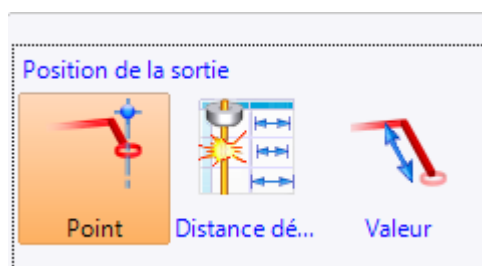 Position de la sortie
Point
Distance dé...
Valeur